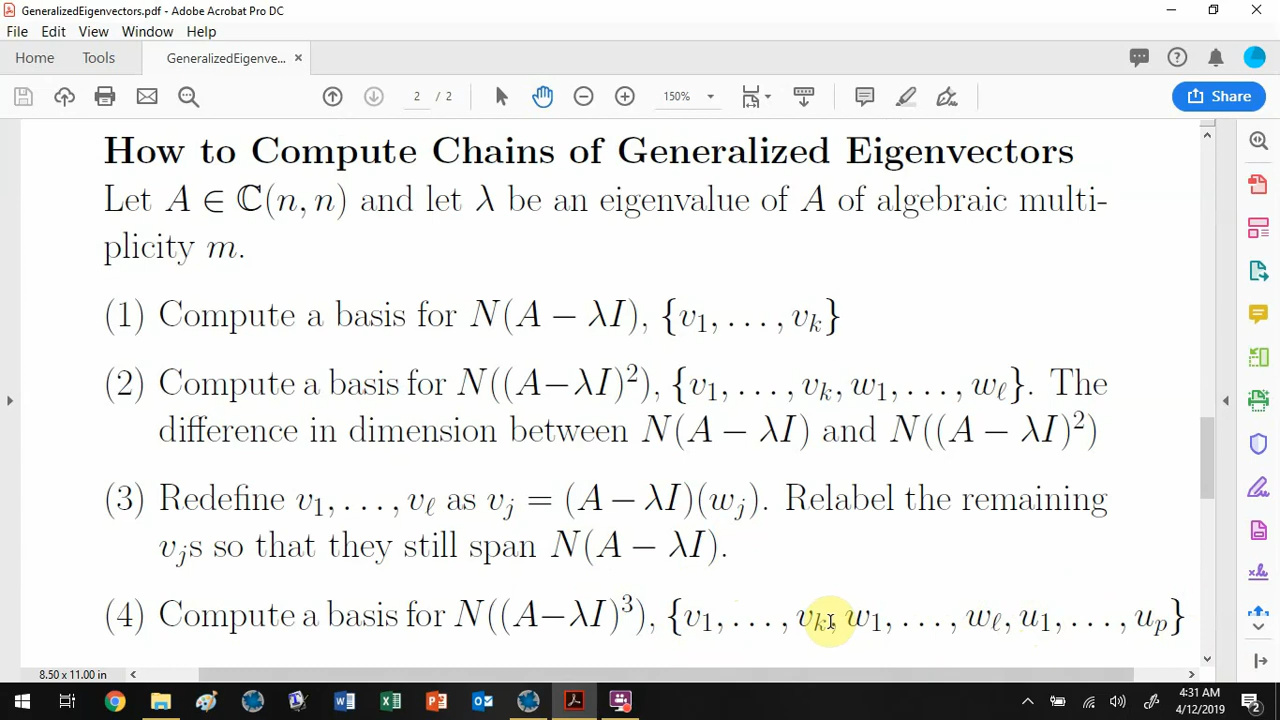 GeneralizedEigenvectors.pdf - Adobe Acrobat Pro DC
File Edit View Window Help
Home Tools GeneralizedEigenve... ×
2 / 2 150% Share
How to Compute Chains of Generalized Eigenvectors
Let A ∈ ℂ(n, n) and let λ be an eigenvalue of A of algebraic multi-
plicity m.
(1) Compute a basis for N(A − λI), {v₁, . . . , vₖ}
(2) Compute a basis for N((A−λI)²), {v₁, . . . , vₖ, w₁, . . . , w_ℓ}. The
difference in dimension between N(A − λI) and N((A − λI)²)
(3) Redefine v₁, . . . , v_ℓ as vⱼ = (A − λI)(wⱼ). Relabel the remaining
vⱼs so that they still span N(A − λI).
(4) Compute a basis for N((A−λI)³), {v₁, . . . , vₖ, w₁, . . . , w_ℓ, u₁, . . . , uₚ}
8.50 x 11.00 in
4:31 AM
4/12/2019
2